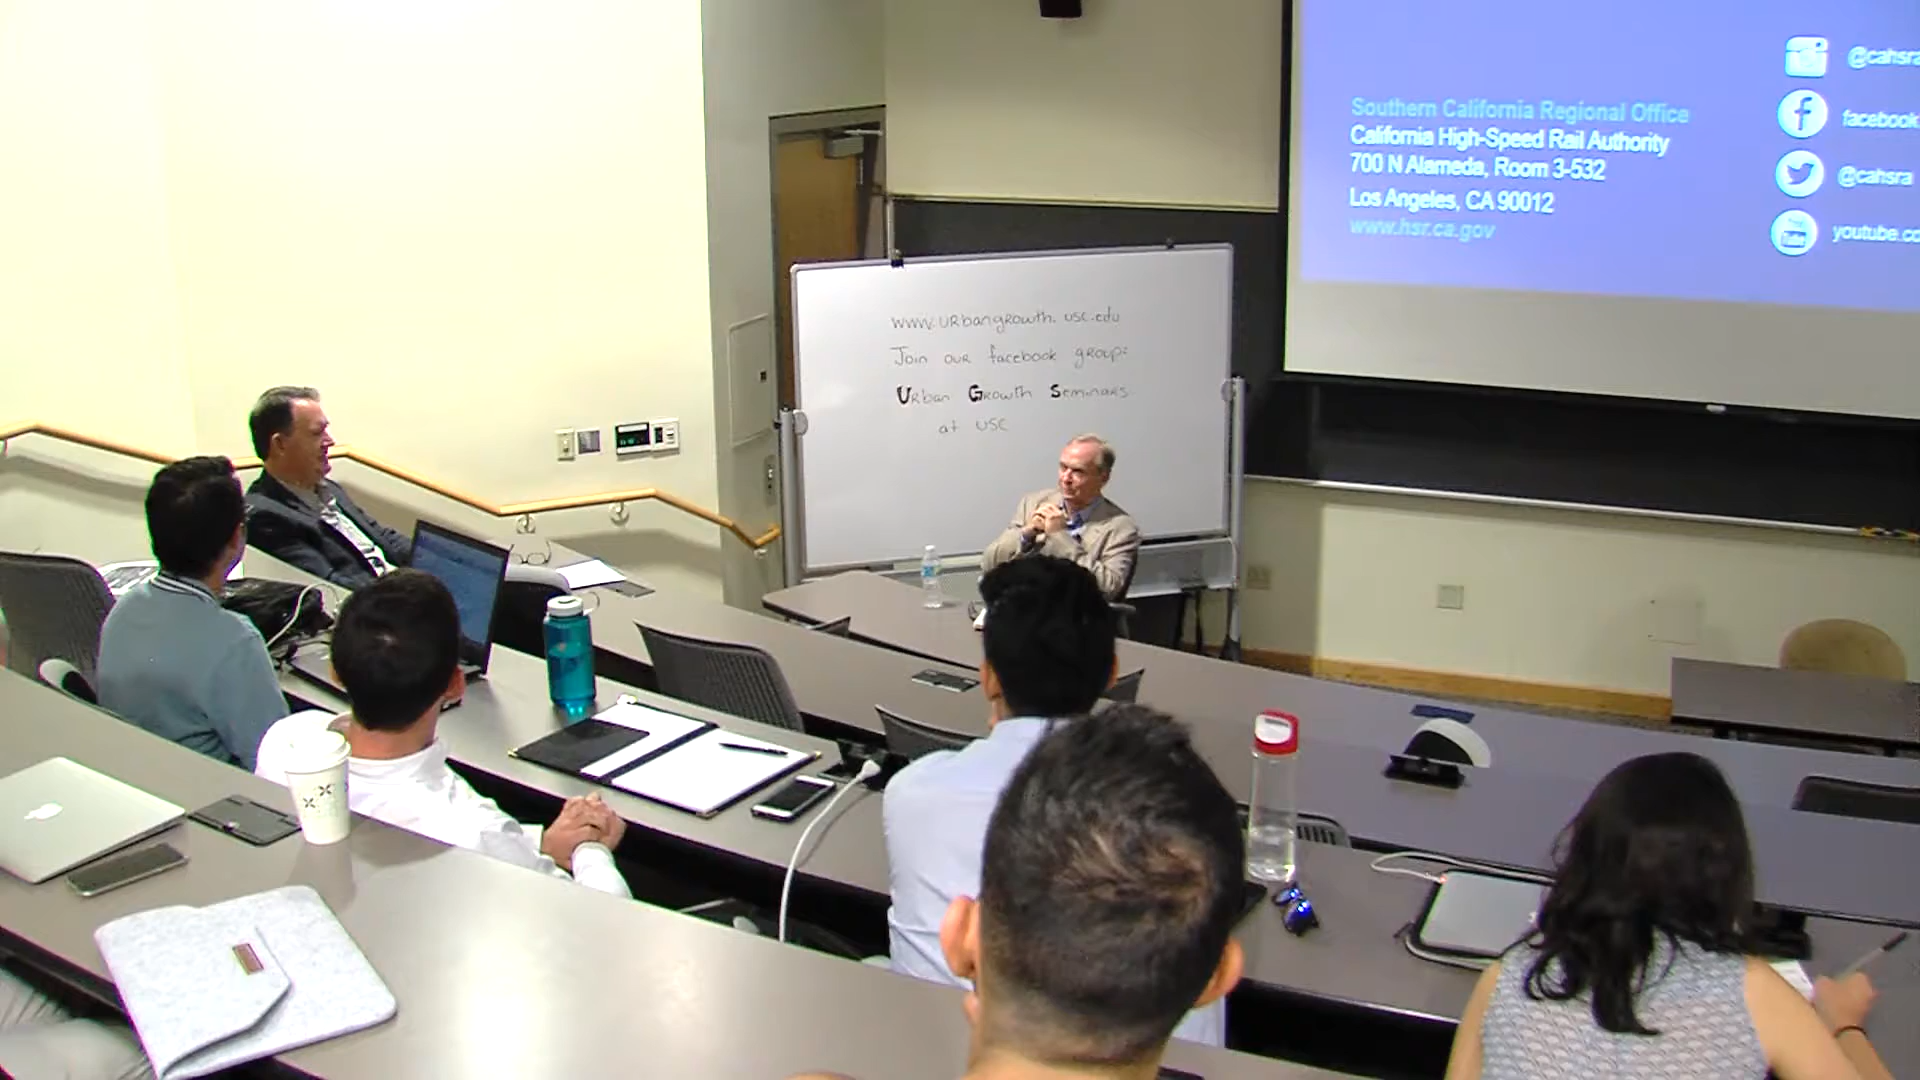 www.urbangrowth.usc.edu
Join our facebook group:
Urban Growth Seminars
at USC
Southern California Regional Office
California High-Speed Rail Authority
700 N Alameda, Room 3-532
Los Angeles, CA 90012
www.hsr.ca.gov
@cahsra
facebook
@cahsra
youtube.co